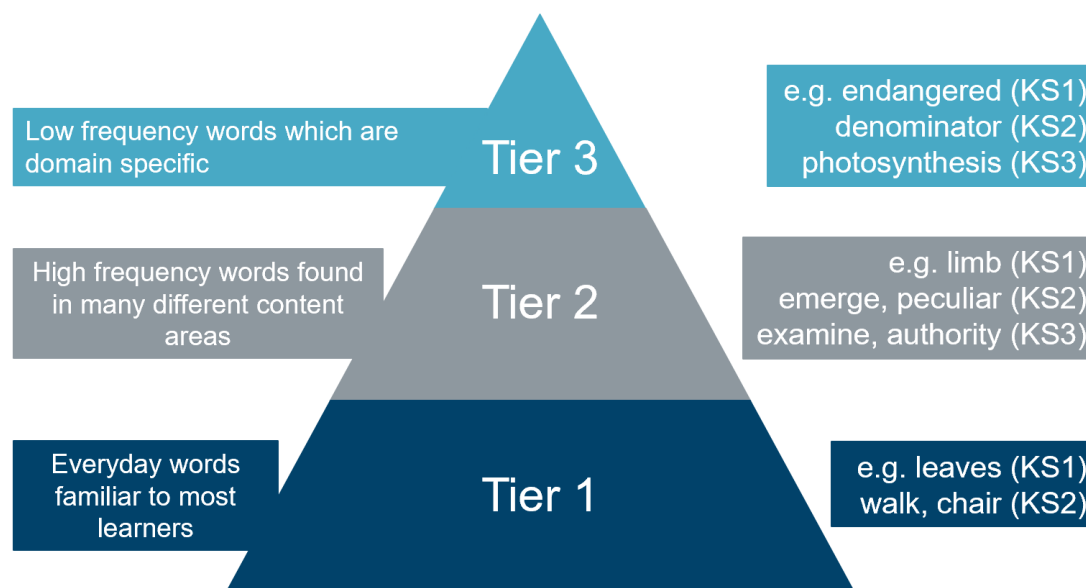 Low frequency words which are
domain specific
Tier 3
e.g. endangered (KS1)
denominator (KS2)
photosynthesis (KS3)
High frequency words found
in many different content
areas
Tier 2
e.g. limb (KS1)
emerge, peculiar (KS2)
examine, authority (KS3)
Everyday words
familiar to most
learners
Tier 1
e.g. leaves (KS1)
walk, chair (KS2)